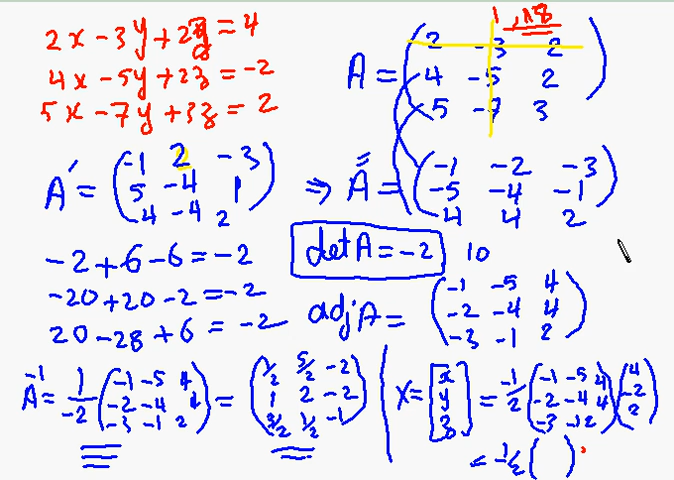 2x - 3y + 2z = 4
4x - 5y + 2z = -2
5x - 7y + 3z = 2
1,18
A = (2 -3 2
4 -5 2
5 -7 3)
A' = (-1 2 -3
5 -4 1
4 -4 2)
⇒ A'' = (-1 -2 -3
-5 -4 -1
4 4 2)
-2 + 6 - 6 = -2
-20 + 20 - 2 = -2
20 - 28 + 6 = -2
det A = -2
10
adj A = (-1 -5 4
-2 -4 4
-3 -1 2)
A⁻¹ = 1/-2 (-1 -5 4
-2 -4 4
-3 -1 2)
= (1/2 5/2 -2
1 2 -2
3/2 1/2 -1)
X = [x
y
z]
= -1/2 (-1 -5 4
-2 -4 4
-3 -1 2) (4
-2
2)
= -1/2 ( )